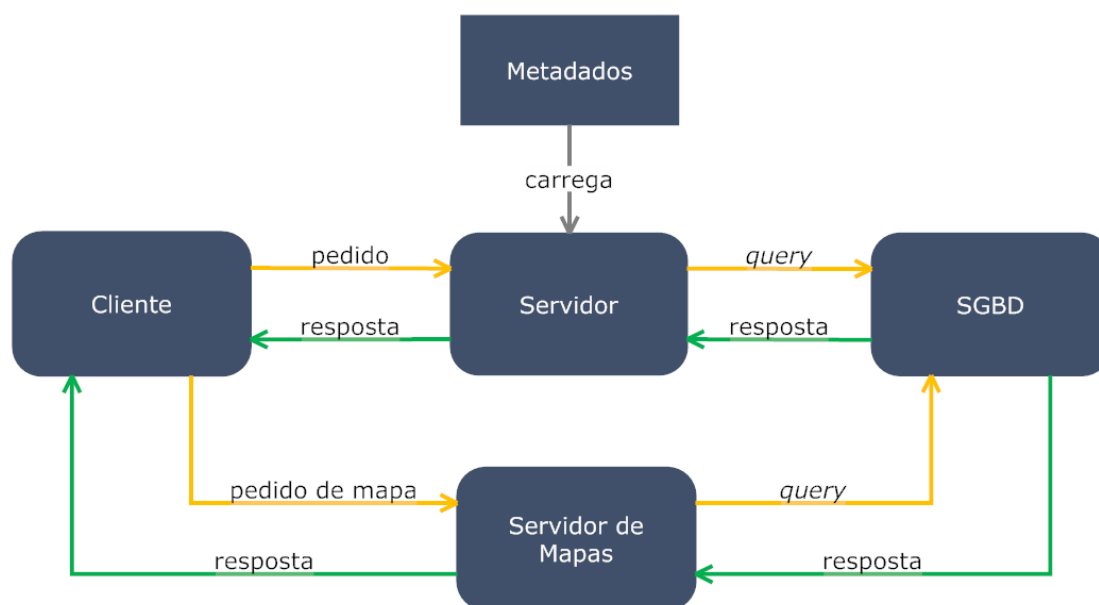 Metadados
carrega
pedido
query
Cliente
Servidor
SGBD
resposta
resposta
pedido de mapa
query
Servidor de
Mapas
resposta
resposta